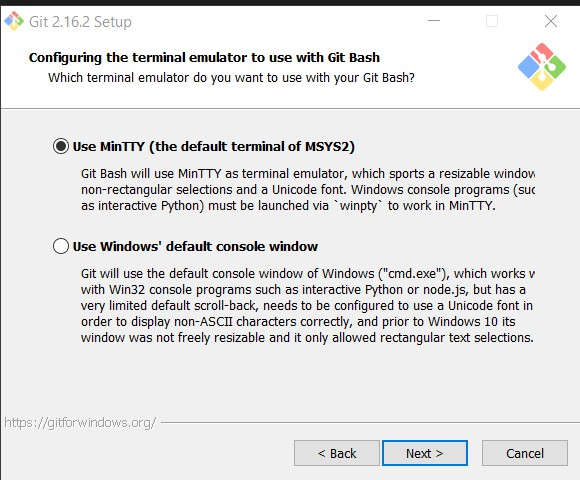 Git 2.16.2 Setup
Configuring the terminal emulator to use with Git Bash
Which terminal emulator do you want to use with your Git Bash?
Use MinTTY (the default terminal of MSYS2)
Git Bash will use MinTTY as terminal emulator, which sports a resizable window
non-rectangular selections and a Unicode font. Windows console programs (suc
as interactive Python) must be launched via `winpty` to work in MinTTY.
Use Windows' default console window
Git will use the default console window of Windows ("cmd.exe"), which works w
with Win32 console programs such as interactive Python or node.js, but has a
very limited default scroll-back, needs to be configured to use a Unicode font in
order to display non-ASCII characters correctly, and prior to Windows 10 its
window was not freely resizable and it only allowed rectangular text selections.
https://gitforwindows.org/
< Back
Next >
Cancel